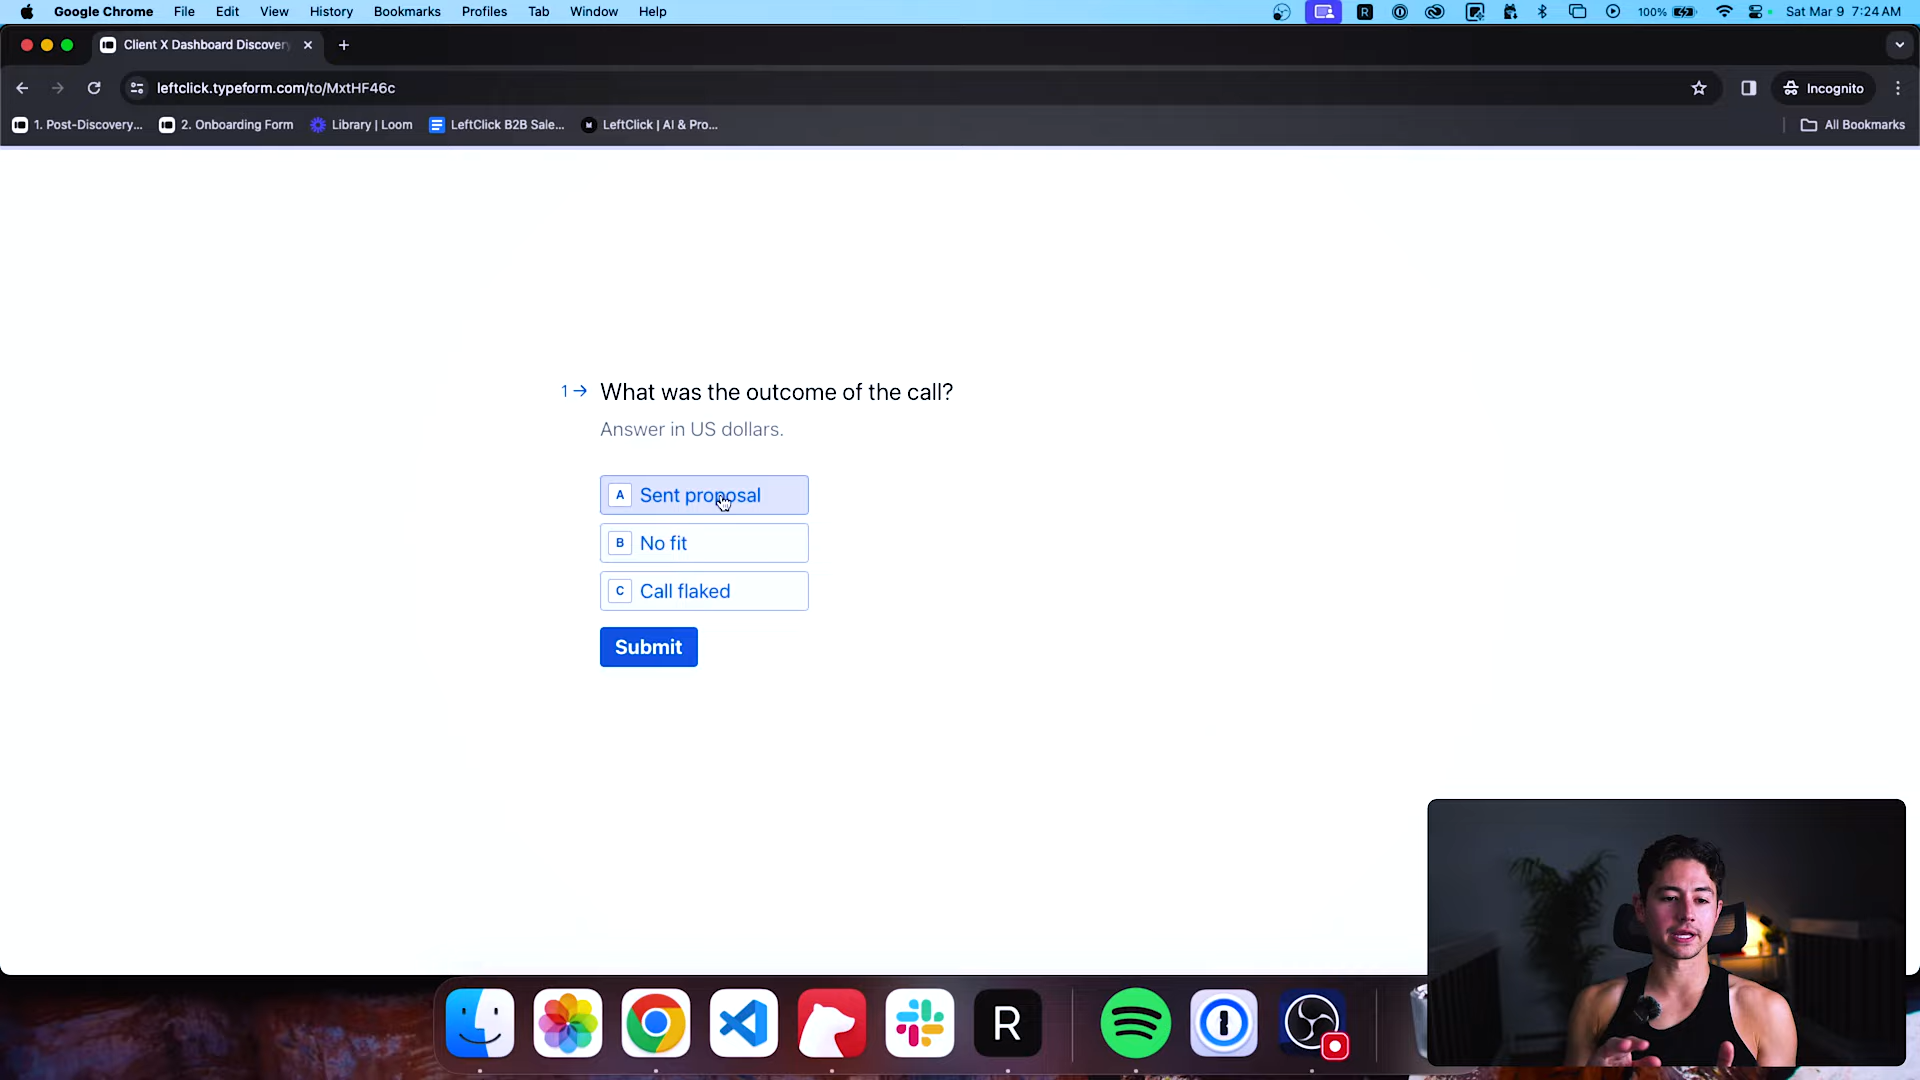 Google Chrome File Edit View History Bookmarks Profiles Tab Window Help R 100% Sat Mar 9 7:24 AM
Client X Dashboard Discovery
leftclick.typeform.com/to/MxtHF46c Incognito
1. Post-Discovery... 2. Onboarding Form Library | Loom LeftClick B2B Sale... LeftClick | AI & Pro... All Bookmarks
1 → What was the outcome of the call?
Answer in US dollars.
A Sent proposal
B No fit
C Call flaked
Submit
R